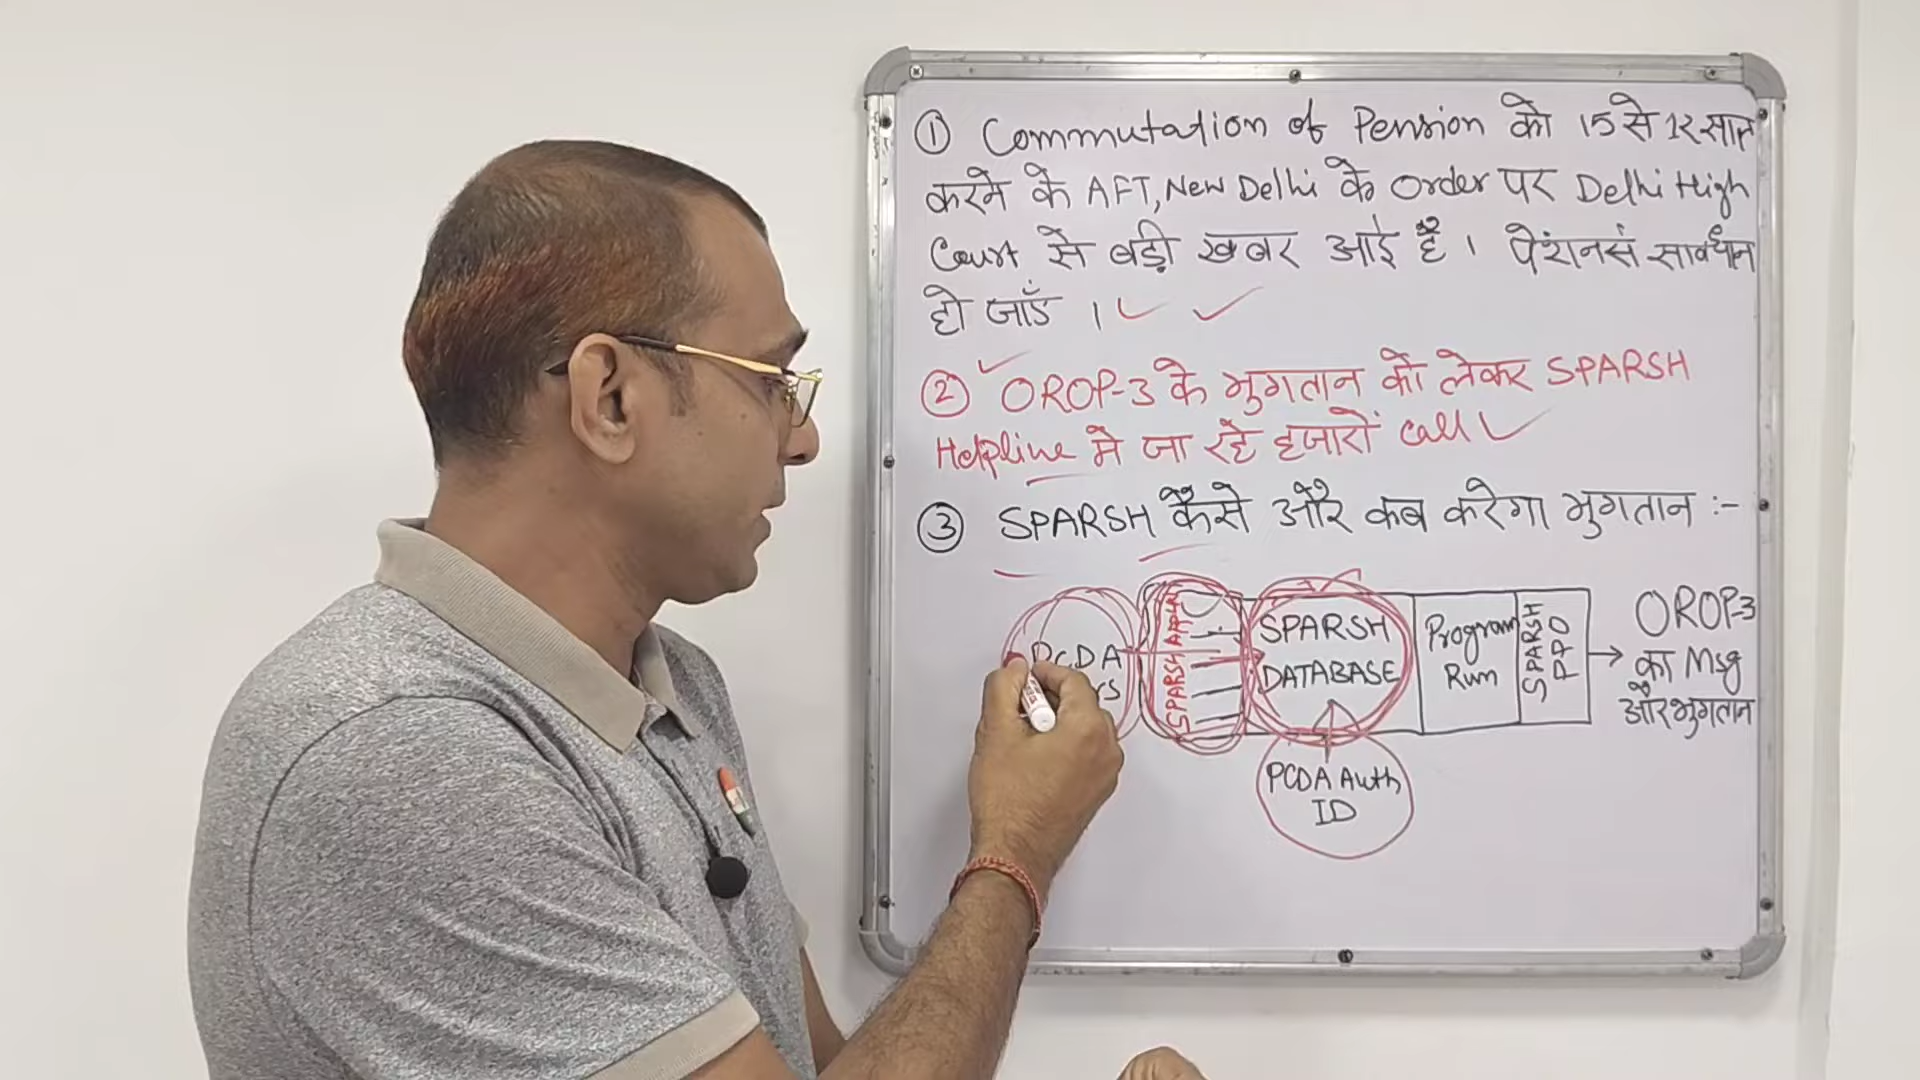 ① Commutation of Pension को 15 से 12 साल
करने के AFT, New Delhi के Order पर Delhi High
Court से बड़ी खबर आई है । पेंशनर्स सावधान
हो जाएँ ।
② OROP-3 के भुगतान को लेकर SPARSH
Helpline मे जा रहे हजारों Call
③ SPARSH कैसे और कब करेगा भुगतान :-
PCDA
SPARSH
SPARSH
DATABASE
Program
Run
SPARSH
PPO
OROP-3
का Msg
और भुगतान
PCDA Auth,
ID